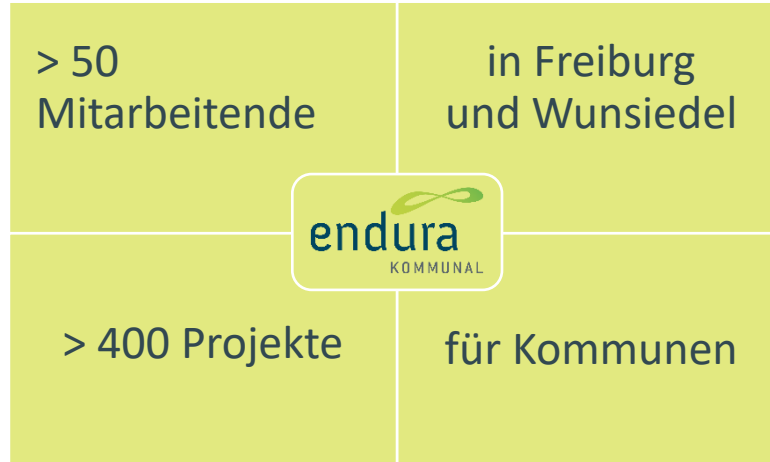 > 50
Mitarbeitende
in Freiburg
und Wunsiedel
endura
KOMMUNAL
> 400 Projekte
für Kommunen